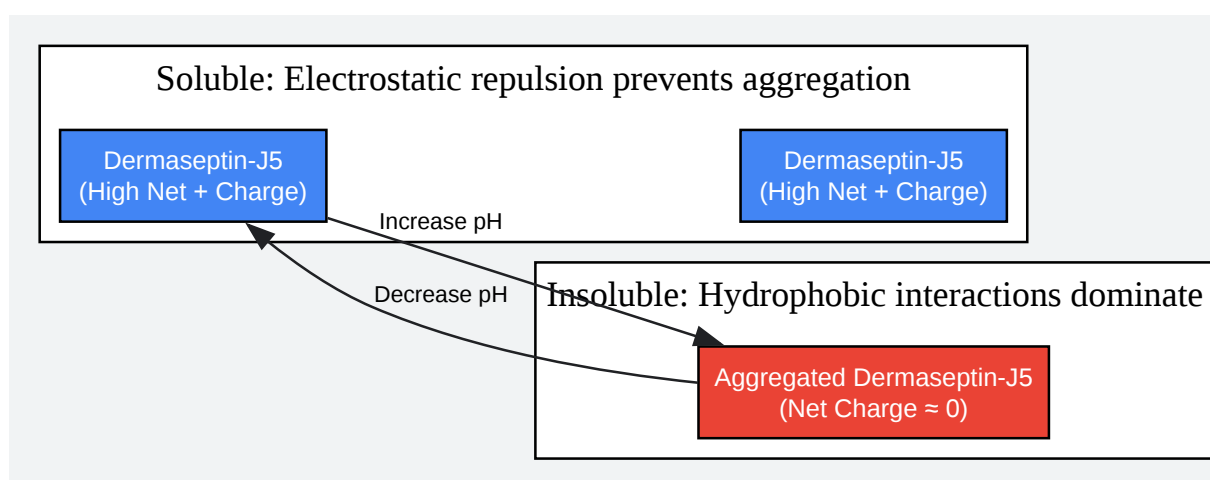 Soluble: Electrostatic repulsion prevents aggregation
Dermaseptin-J5
(High Net + Charge)
Dermaseptin-J5
(High Net + Charge)
Increase pH
Decrease pH
Insoluble: Hydrophobic interactions dominate
Aggregated Dermaseptin-J5
(Net Charge ≈ 0)